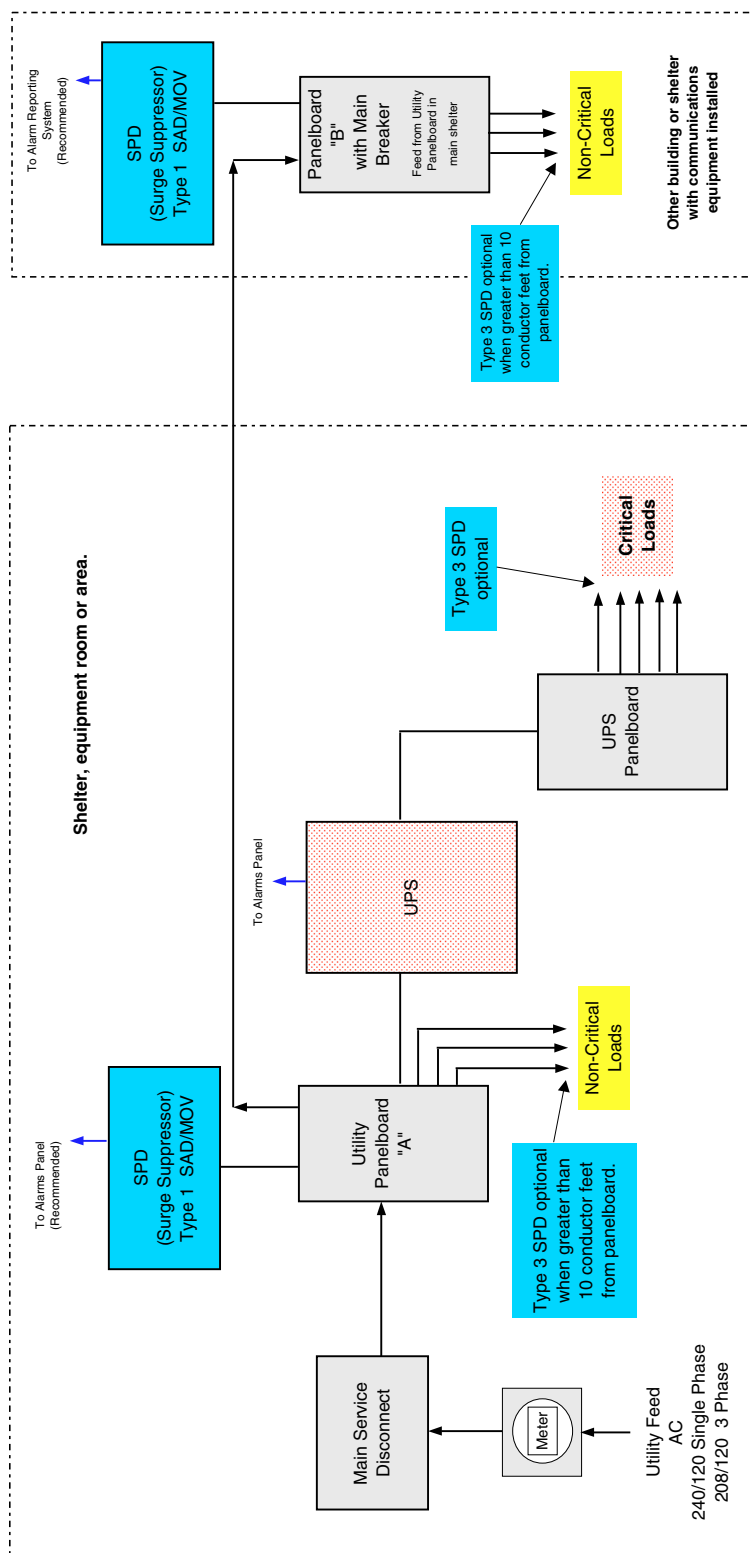 Shelter, equipment room or area.
To Alarms Panel
(Recommended)
SPD
(Surge Suppressor)
Type 1  SAD/MOV
Main Service
Disconnect
Meter
Utility Feed
AC
240/120 Single Phase
208/120  3 Phase
Utility
Panelboard
"A"
Type 3 SPD optional
when greater than
10 conductor feet
from panelboard.
Non-Critical
Loads
To Alarms Panel
UPS
UPS
Panelboard
Type 3 SPD
optional
Critical
Loads
To Alarm Reporting
System
(Recommended)
SPD
(Surge Suppressor)
Type 1  SAD/MOV
Panelboard
"B"
with Main
Breaker
Feed from Utility
Panelboard in
main shelter
Type 3 SPD optional
when greater than 10
conductor feet from
panelboard.
Non-Critical
Loads
Other building or shelter
with communications
equipment installed